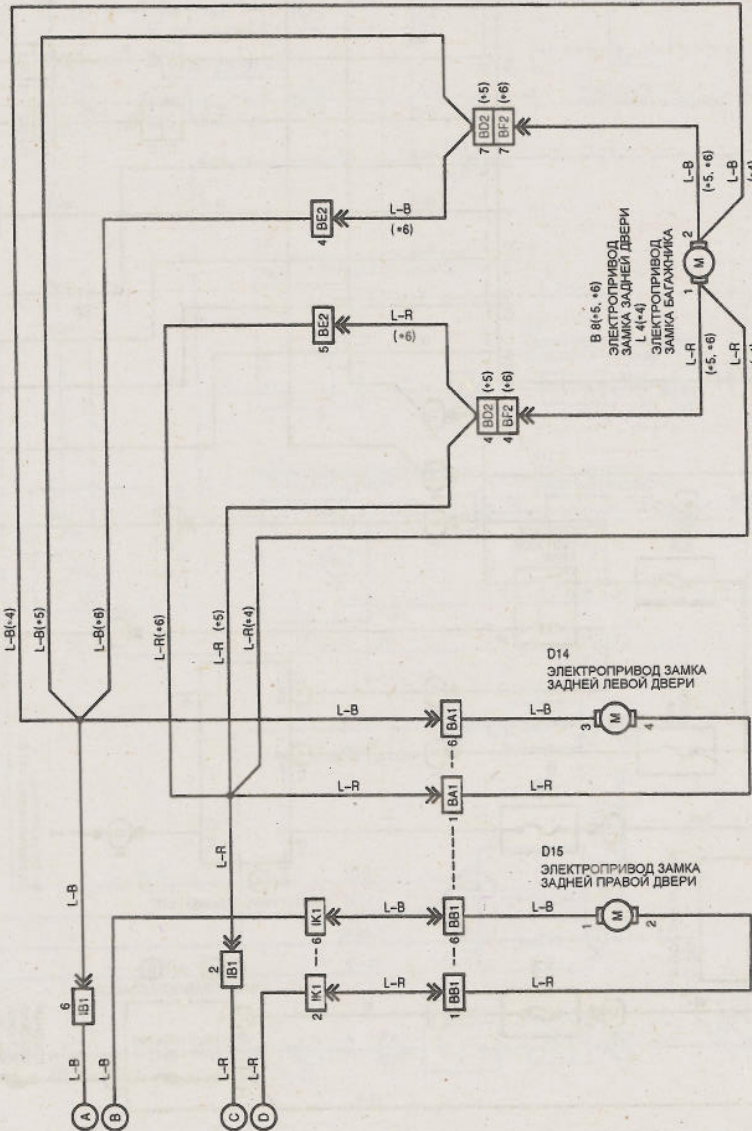 L–B(*4)
L–B(*5)
L–B(*6)
L–R(*6)
L–R (*5)
L–R(*4)
7 BD2 (*5)
7 BF2 (*6)
4 BE2
L–B
(*6)
5 BE2
L–R
(*6)
4 BD2 (*5)
4 BF2 (*6)
L–B
(*5, *6)
L–B
(*4)
B 8(*5, *6)
ЭЛЕКТРОПРИВОД
ЗАМКА ЗАДНЕЙ ДВЕРИ
L 4(*4)
ЭЛЕКТРОПРИВОД
ЗАМКА БАГАЖНИКА
1 M 2
L–R
(*5, *6)
L–R
D14
ЭЛЕКТРОПРИВОД ЗАМКА
ЗАДНЕЙ ЛЕВОЙ ДВЕРИ
L–B
6 BA1
L–B
3 M 4
L–R
1 BA1
L–R
D15
ЭЛЕКТРОПРИВОД ЗАМКА
ЗАДНЕЙ ПРАВОЙ ДВЕРИ
L–B
L–R
6 IK1
L–B
6 BB1
L–B
1 M 2
2 IK1
L–R
1 BB1
L–R
6 IB1
2 IB1
A L–B
B L–B
C L–R
D L–R